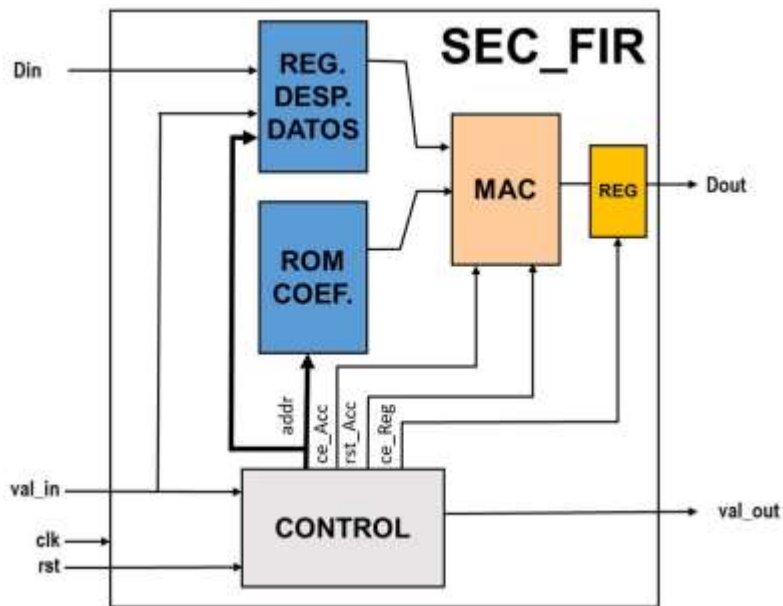 SEC_FIR
Din
REG.
DESP.
DATOS
MAC
REG
Dout
ROM
COEF.
addr
ce_Acc
rst_Acc
ce_Reg
val_in
CONTROL
val_out
clk
rst